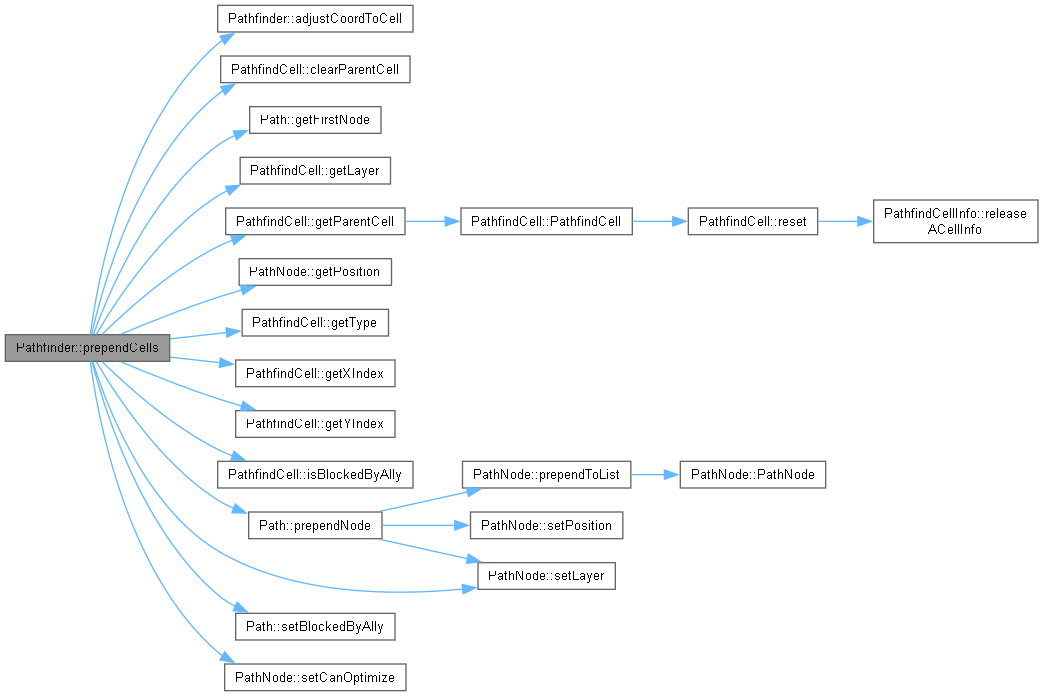 Pathfinder::adjustCoordToCell
PathfindCell::clearParentCell
Path::getFirstNode
PathfindCell::getLayer
PathfindCell::getParentCell
PathfindCell::PathfindCell
PathfindCell::reset
PathfindCellInfo::release
ACellInfo
PathNode::getPosition
PathfindCell::getType
Pathfinder::prependCells
PathfindCell::getXIndex
PathfindCell::getYIndex
PathfindCell::isBlockedByAlly
PathNode::prependToList
PathNode::PathNode
Path::prependNode
PathNode::setPosition
PathNode::setLayer
Path::setBlockedByAlly
PathNode::setCanOptimize